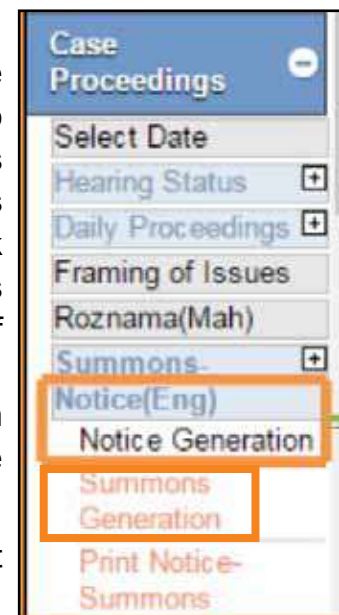 Case
Proceedings
Select Date
Hearing Status
Daily Proceedings
Framing of Issues
Roznama(Mah)
Summons-
Notice(Eng)
Notice Generation
Summons
Generation
Print Notice-
Summons